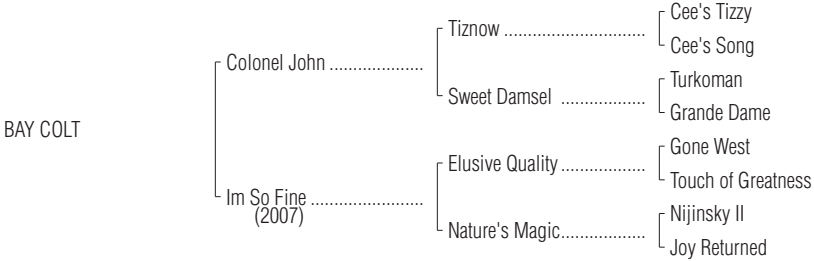 Cee's Tizzy
Tiznow ..............................
Cee's Song
Colonel John ....................
Turkoman
Sweet Damsel ..................
Grande Dame
BAY COLT
Gone West
Elusive Quality ..................
Touch of Greatness
Im So Fine ........................
(2007)
Nijinsky II
Nature's Magic..................
Joy Returned